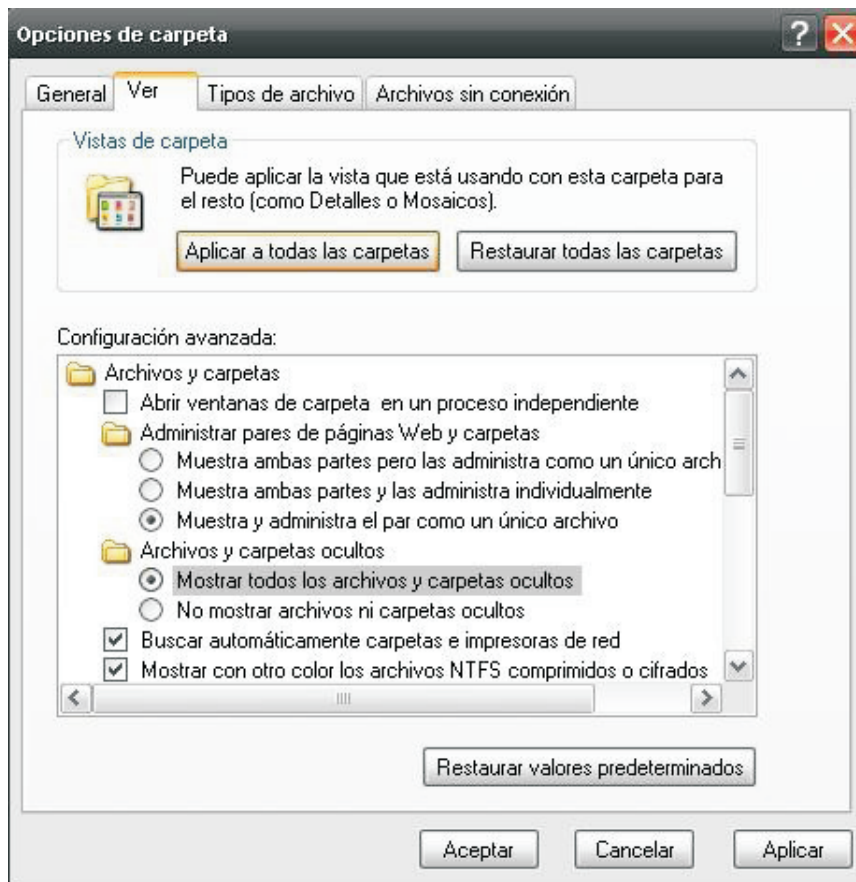 Opciones de carpeta
General Ver Tipos de archivo Archivos sin conexión
Vistas de carpeta
Puede aplicar la vista que está usando con esta carpeta para
el resto (como Detalles o Mosaicos).
Aplicar a todas las carpetas Restaurar todas las carpetas
Configuración avanzada:
Archivos y carpetas
Abrir ventanas de carpeta en un proceso independiente
Administrar pares de páginas Web y carpetas
Muestra ambas partes pero las administra como un único arch
Muestra ambas partes y las administra individualmente
Muestra y administra el par como un único archivo
Archivos y carpetas ocultos
Mostrar todos los archivos y carpetas ocultos
No mostrar archivos ni carpetas ocultos
Buscar automáticamente carpetas e impresoras de red
Mostrar con otro color los archivos NTFS comprimidos o cifrados
Restaurar valores predeterminados
Aceptar Cancelar Aplicar